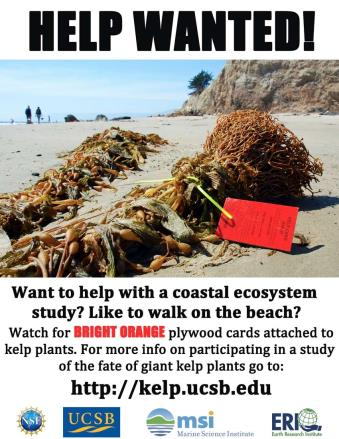 HELP WANTED!
Want to help with a coastal ecosystem
study? Like to walk on the beach?
Watch for BRIGHT ORANGE plywood cards attached to
kelp plants. For more info on participating in a study
of the fate of giant kelp plants go to:
http://kelp.ucsb.edu
NSF
UCSB
msi
Marine Science Institute
ERI
Earth Research Institute